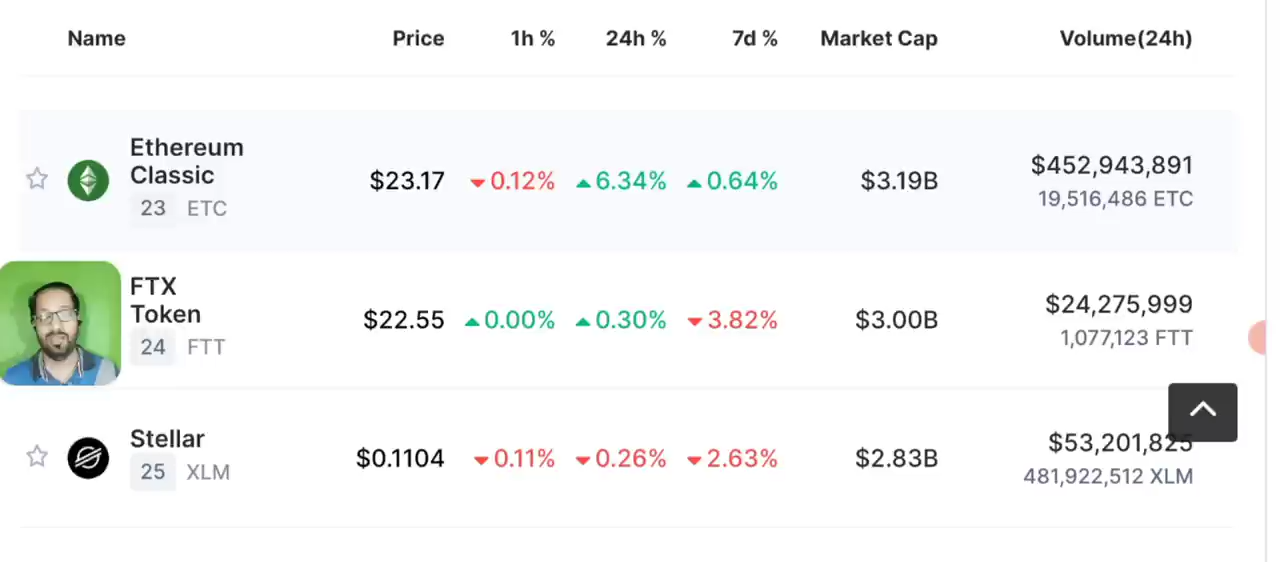 Name Price 1h % 24h % 7d % Market Cap Volume(24h)
Ethereum
Classic
23 ETC
$23.17 0.12% 6.34% 0.64% $3.19B $452,943,891
19,516,486 ETC
FTX
Token
24 FTT
$22.55 0.00% 0.30% 3.82% $3.00B $24,275,999
1,077,123 FTT
Stellar
25 XLM
$0.1104 0.11% 0.26% 2.63% $2.83B $53,201,825
481,922,512 XLM